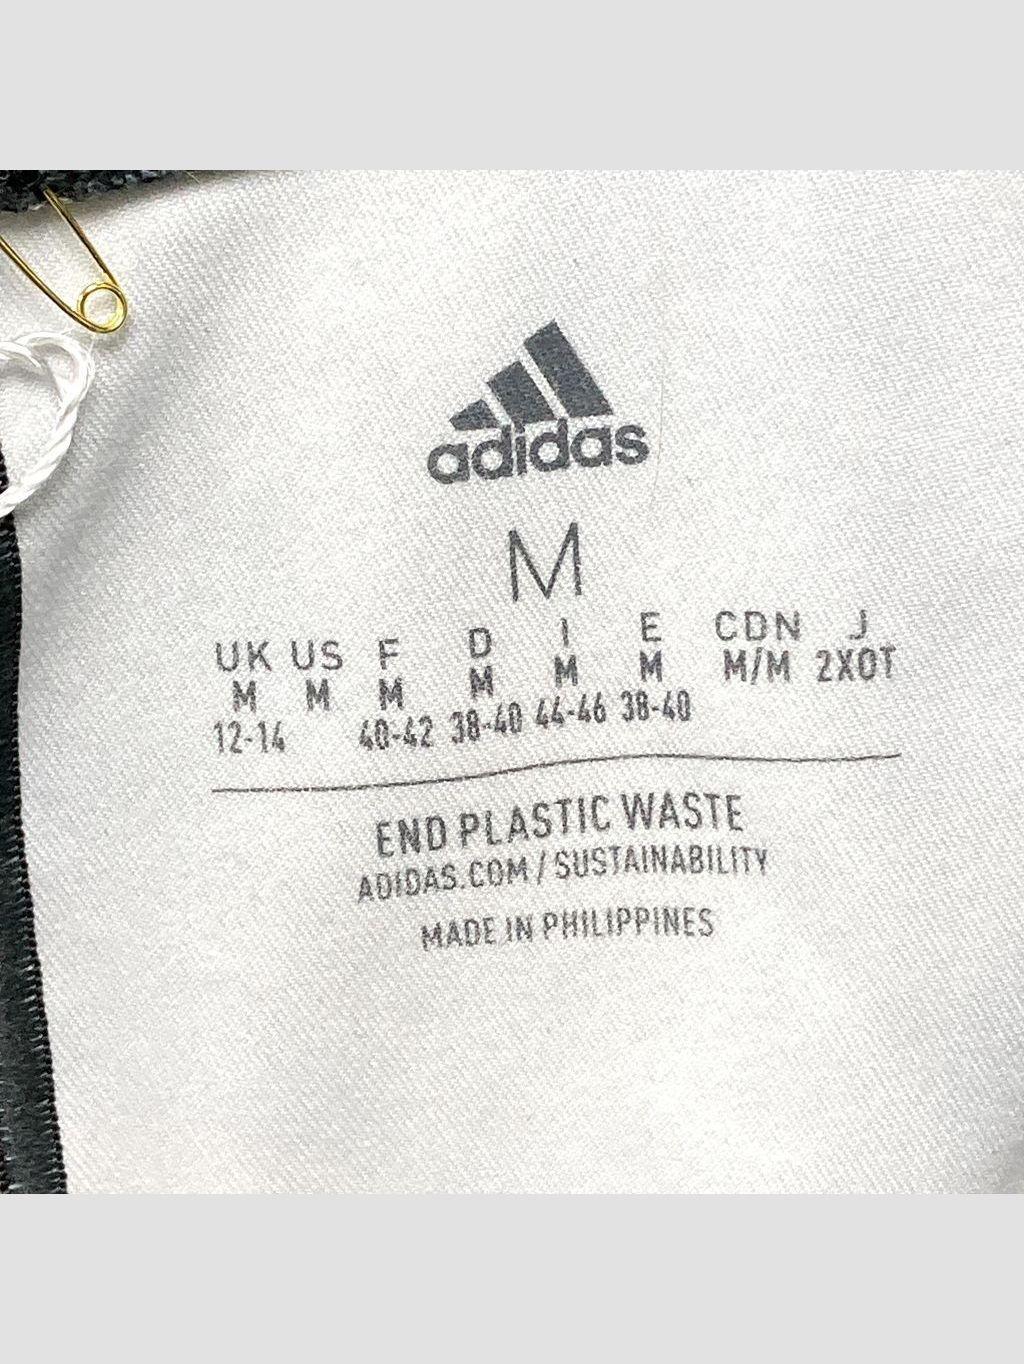 adidas
M
UK US F D I E CDN J
M M M M M M M/M 2XOT
12-14 40-42 38-40 44-46 38-40
END PLASTIC WASTE
ADIDAS.COM/SUSTAINABILITY
MADE IN PHILIPPINES